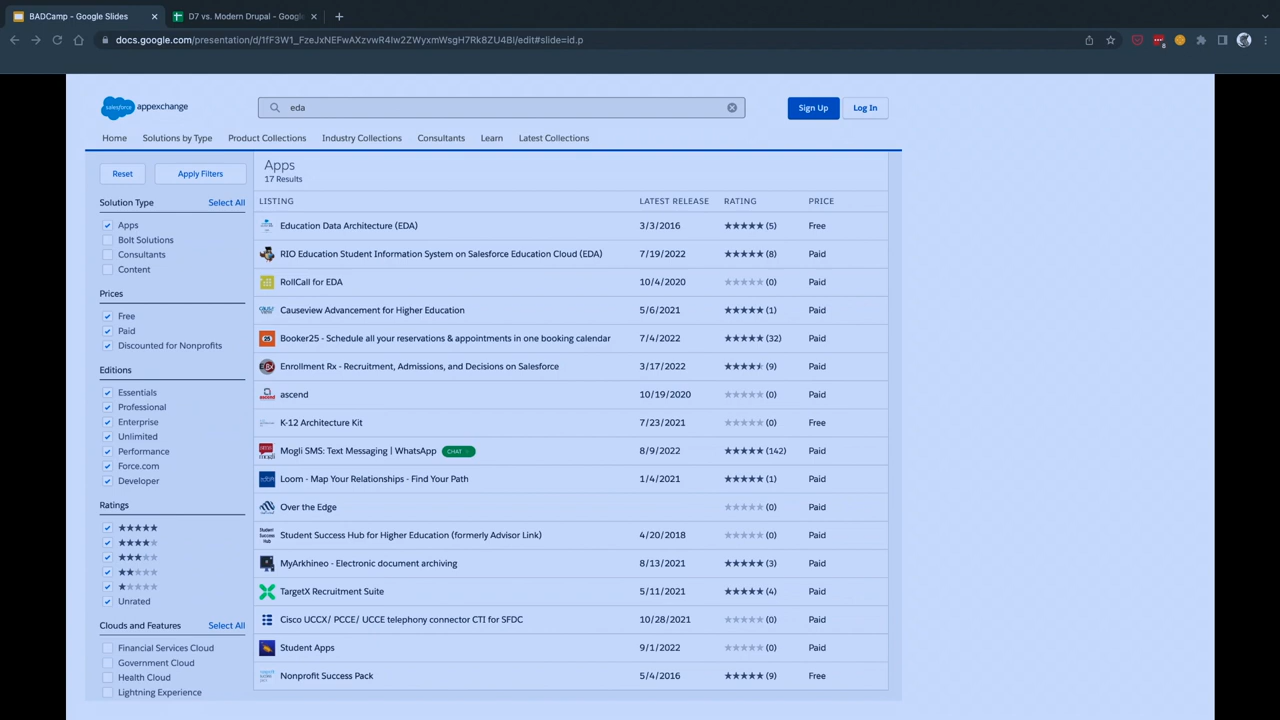 BADCamp - Google Slides
D7 vs. Modern Drupal - Google
docs.google.com/presentation/d/1fF3W1_FzeJxNEFwAXzvwR4Iw2ZWyxmWsgH7Rk8ZU4BI/edit#slide=id.p
8
salesforce appexchange
eda
Sign Up
Log In
Home Solutions by Type Product Collections Industry Collections Consultants Learn Latest Collections
Reset
Apply Filters
Solution Type Select All
Apps
Bolt Solutions
Consultants
Content
Prices
Free
Paid
Discounted for Nonprofits
Editions
Essentials
Professional
Enterprise
Unlimited
Performance
Force.com
Developer
Ratings
★★★★★
★★★★★
★★★★★
★★★★★
★★★★★
Unrated
Clouds and Features Select All
Financial Services Cloud
Government Cloud
Health Cloud
Lightning Experience
Apps
17 Results
LISTING LATEST RELEASE RATING PRICE
Education Data Architecture (EDA) 3/3/2016 ★★★★★ (5) Free
RIO Education Student Information System on Salesforce Education Cloud (EDA) 7/19/2022 ★★★★★ (8) Paid
RollCall for EDA 10/4/2020 ★★★★★ (0) Paid
Causeview Advancement for Higher Education 5/6/2021 ★★★★★ (1) Paid
Booker25 - Schedule all your reservations & appointments in one booking calendar 7/4/2022 ★★★★★ (32) Paid
Enrollment Rx - Recruitment, Admissions, and Decisions on Salesforce 3/17/2022 ★★★★★ (9) Paid
ascend 10/19/2020 ★★★★★ (0) Paid
K-12 Architecture Kit 7/23/2021 ★★★★★ (0) Free
Mogli SMS: Text Messaging | WhatsApp CHAT 8/9/2022 ★★★★★ (142) Paid
Loom - Map Your Relationships - Find Your Path 1/4/2021 ★★★★★ (1) Paid
Over the Edge ★★★★★ (0) Paid
Student Success Hub
Student Success Hub for Higher Education (formerly Advisor Link) 4/20/2018 ★★★★★ (0) Paid
MyArkhineo - Electronic document archiving 8/13/2021 ★★★★★ (3) Paid
TargetX Recruitment Suite 5/11/2021 ★★★★★ (4) Paid
Cisco UCCX/ PCCE/ UCCE telephony connector CTI for SFDC 10/28/2021 ★★★★★ (0) Paid
Student Apps 9/1/2022 ★★★★★ (0) Paid
Nonprofit Success Pack 5/4/2016 ★★★★★ (9) Free